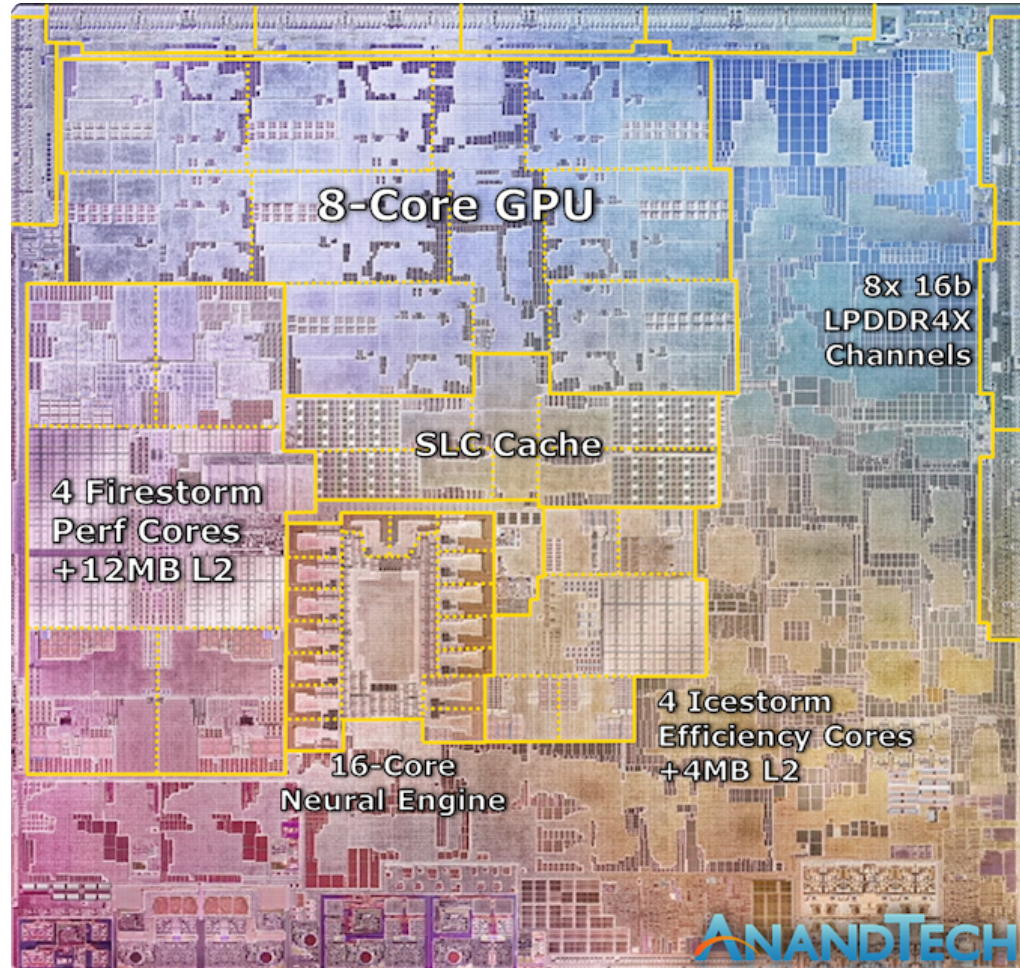 8-Core GPU
8x 16b
LPDDR4X
Channels
SLC Cache
4 Firestorm
Perf Cores
+12MB L2
4 Icestorm
Efficiency Cores
+4MB L2
16-Core
Neural Engine
ANANDTECH